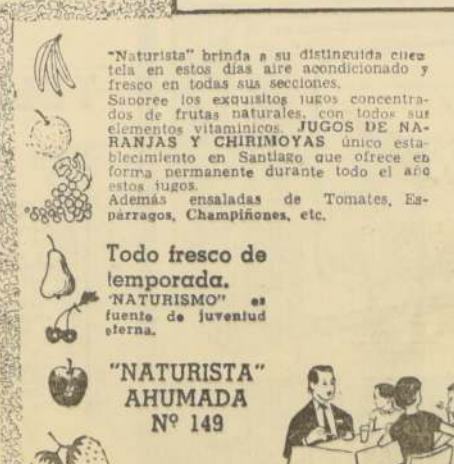 "Naturista" brinda a su distinguida clien
tela en estos días aire acondicionado y
fresco en todas sus secciones.
Saboree los exquisitos jugos concentra-
dos de frutas naturales, con todos sus
elementos vitamínicos. JUGOS DE NA-
RANJAS Y CHIRIMOYAS único esta-
blecimiento en Santiago que ofrece en
forma permanente durante todo el año
estos jugos.
Además ensaladas de Tomates, Es-
párragos, Champiñones, etc.
Todo fresco de
temporada.
"NATURISMO" es
fuente de juventud
eterna.
"NATURISTA"
AHUMADA
Nº 149